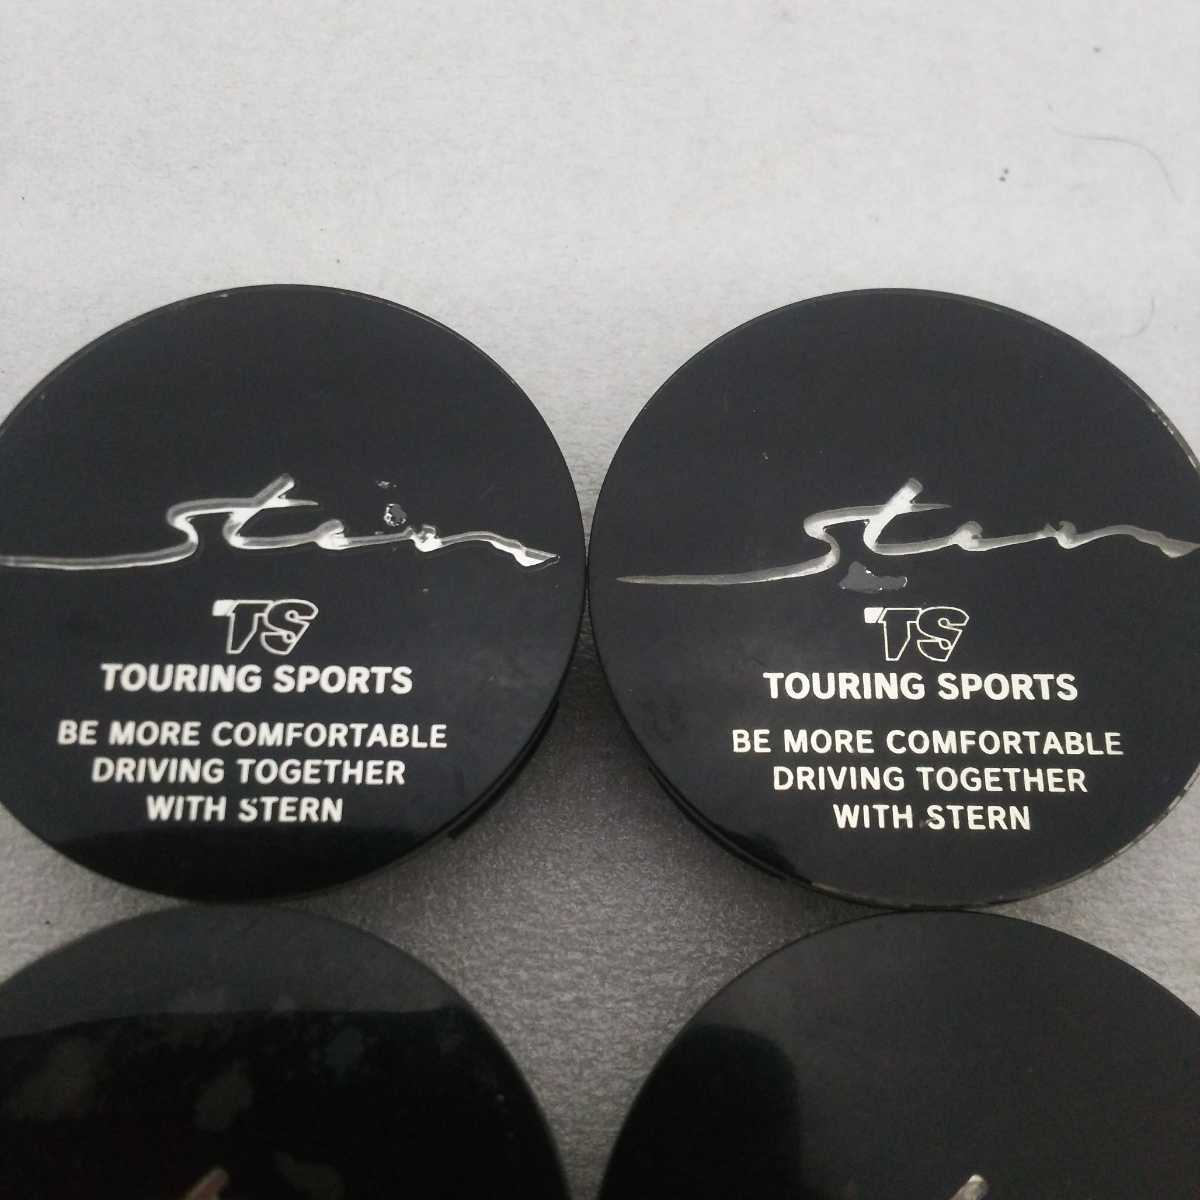 Stern
TS
TOURING SPORTS
BE MORE COMFORTABLE
DRIVING TOGETHER
WITH STERN
Stern
TS
TOURING SPORTS
BE MORE COMFORTABLE
DRIVING TOGETHER
WITH STERN